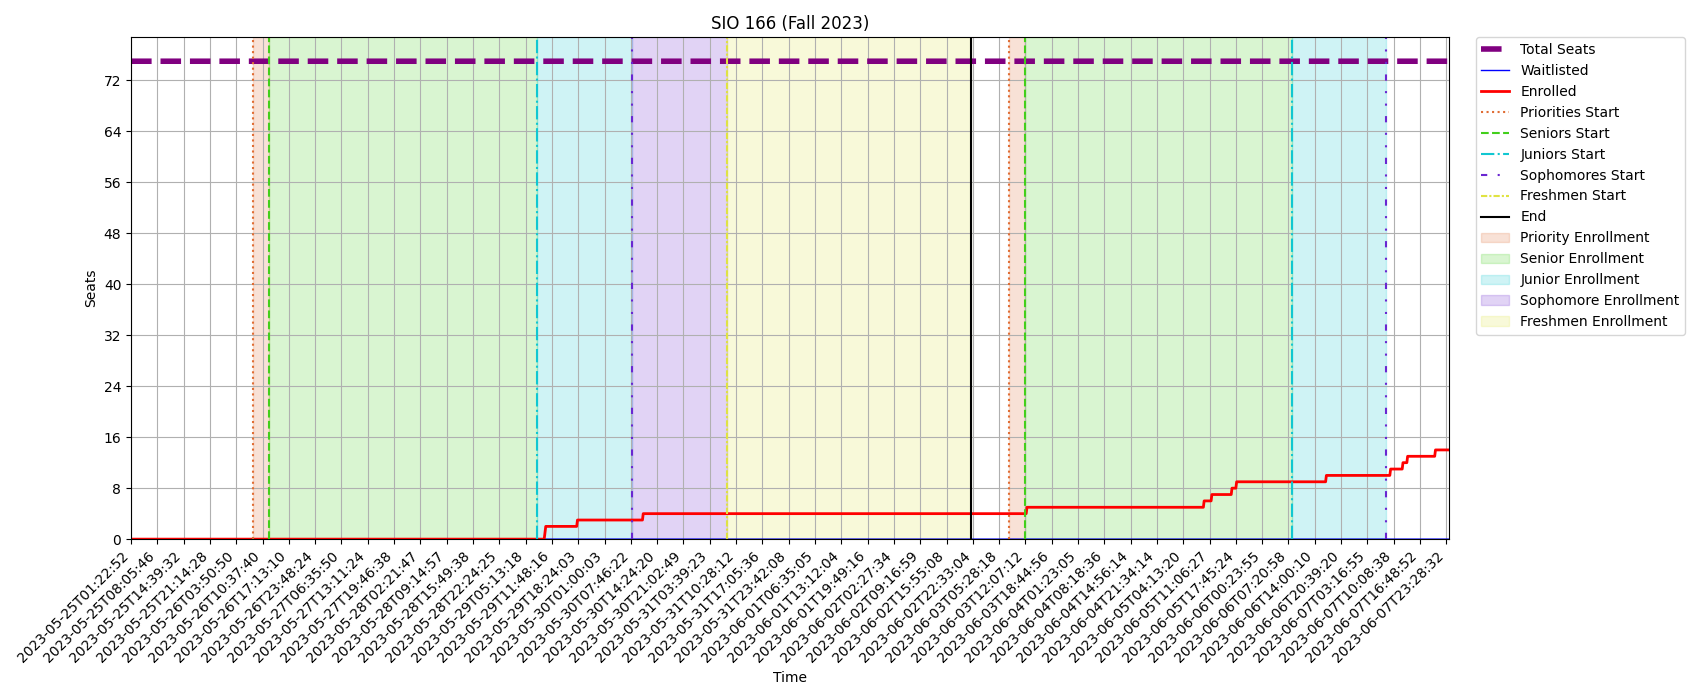 SIO 166 (Fall 2023)
Seats
72
64
56
48
40
32
24
16
8
0
2023-05-25T01:22:52
2023-05-25T08:05:46
2023-05-25T14:39:32
2023-05-25T21:14:28
2023-05-26T03:50:50
2023-05-26T10:37:40
2023-05-26T17:13:10
2023-05-26T23:48:24
2023-05-27T06:35:50
2023-05-27T13:11:24
2023-05-27T19:46:38
2023-05-28T02:21:47
2023-05-28T09:14:57
2023-05-28T15:49:38
2023-05-28T22:24:25
2023-05-29T05:13:18
2023-05-29T11:48:16
2023-05-29T18:24:03
2023-05-30T01:00:03
2023-05-30T07:46:22
2023-05-30T14:24:20
2023-05-30T21:02:49
2023-05-31T03:39:23
2023-05-31T10:28:12
2023-05-31T17:05:36
2023-05-31T23:42:08
2023-06-01T06:35:05
2023-06-01T13:12:04
2023-06-01T19:49:16
2023-06-02T02:27:34
2023-06-02T09:16:59
2023-06-02T15:55:08
2023-06-02T22:33:04
2023-06-03T05:28:18
2023-06-03T12:07:12
2023-06-03T18:44:56
2023-06-04T01:23:05
2023-06-04T08:18:36
2023-06-04T14:56:14
2023-06-04T21:34:14
2023-06-05T04:13:20
2023-06-05T11:06:27
2023-06-05T17:45:24
2023-06-06T00:23:55
2023-06-06T07:20:58
2023-06-06T14:00:10
2023-06-06T20:39:20
2023-06-07T03:16:55
2023-06-07T10:08:38
2023-06-07T16:48:52
2023-06-07T23:28:32
Time
Total Seats
Waitlisted
Enrolled
Priorities Start
Seniors Start
Juniors Start
Sophomores Start
Freshmen Start
End
Priority Enrollment
Senior Enrollment
Junior Enrollment
Sophomore Enrollment
Freshmen Enrollment